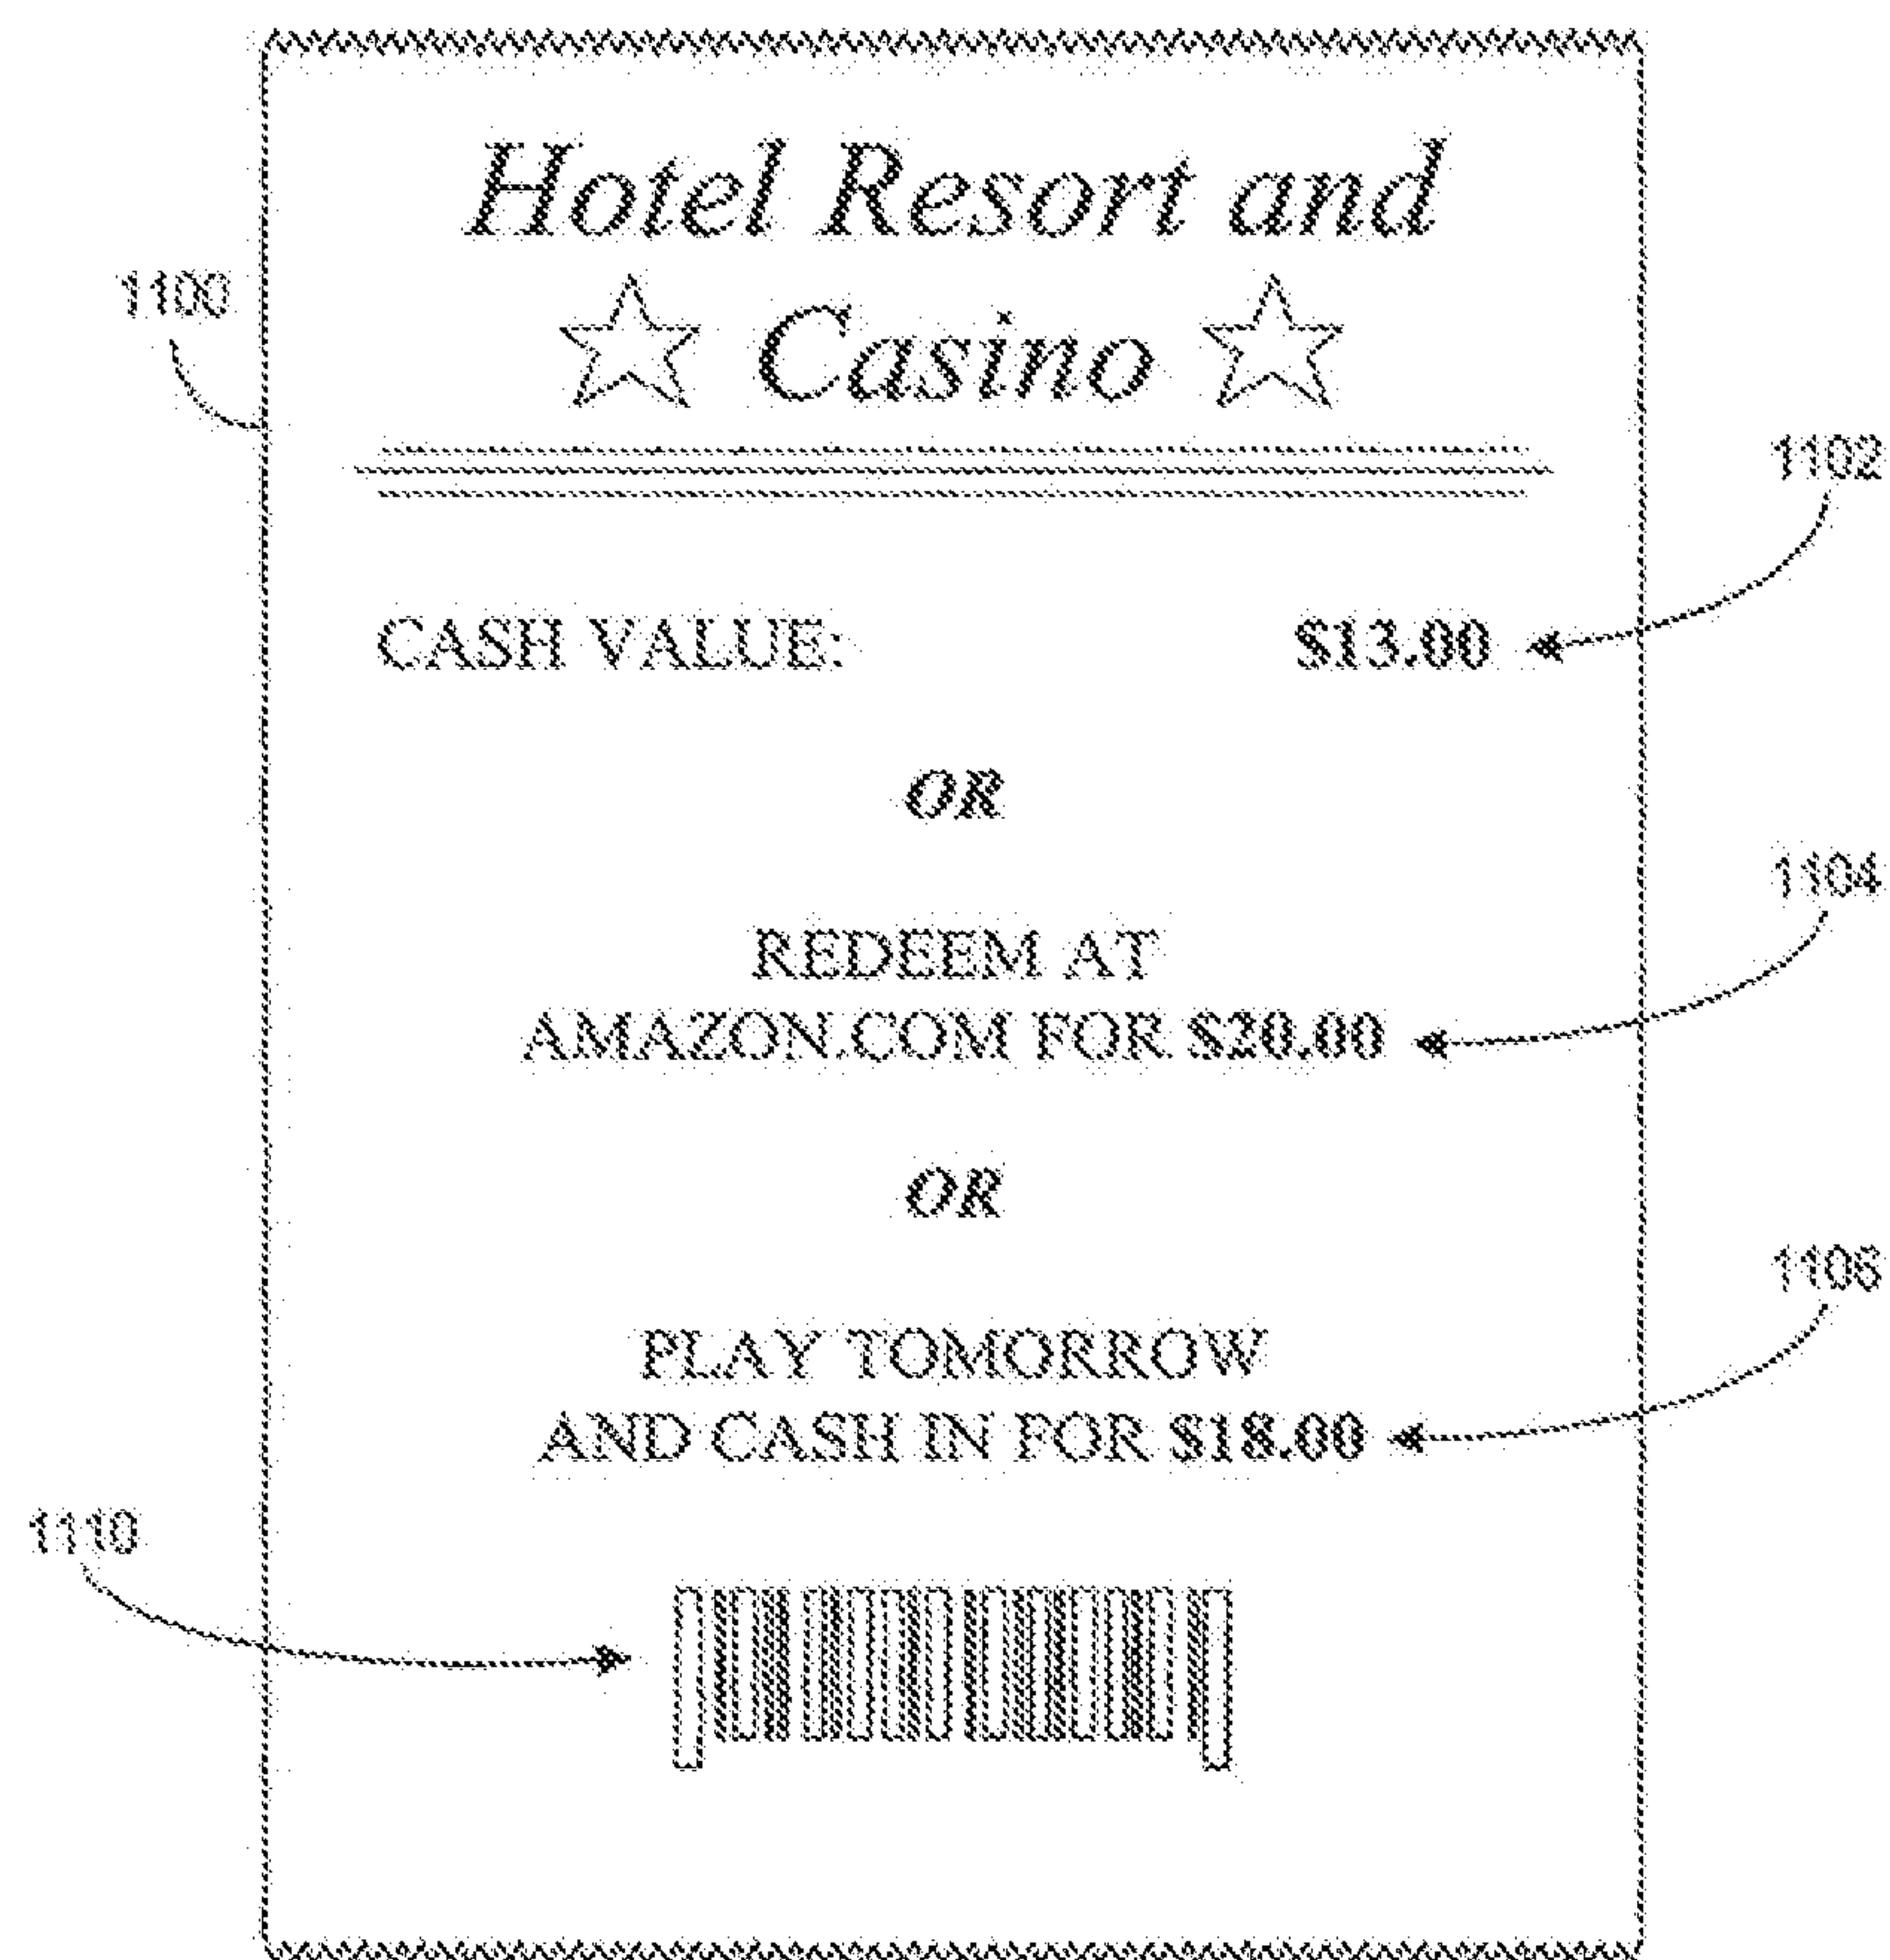 Hotel Resort and
Casino
1100
1102
CASH VALUE: $13.00
OR
1104
REDEEM AT
AMAZON.COM FOR $20.00
OR
1106
PLAY TOMORROW
AND CASH IN FOR $18.00
1110